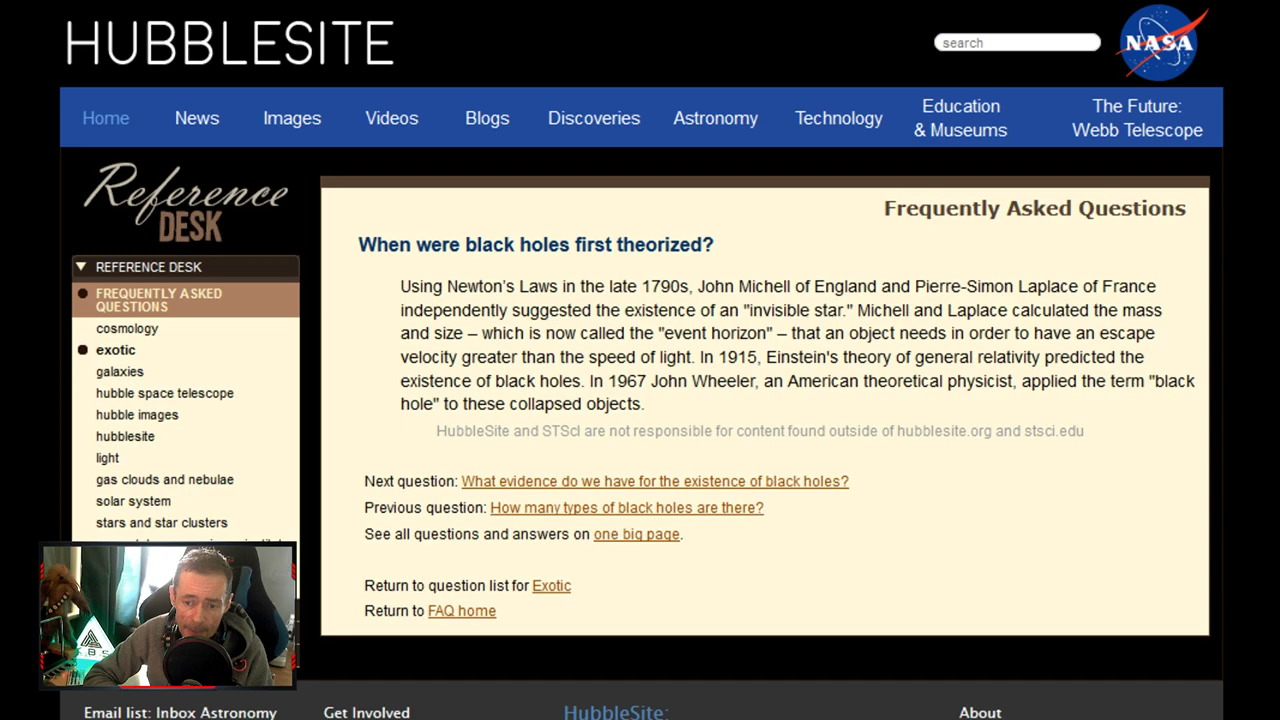 HUBBLESITE
search
NASA
Home News Images Videos Blogs Discoveries Astronomy Technology Education & Museums The Future: Webb Telescope
Reference
DESK
REFERENCE DESK
FREQUENTLY ASKED
QUESTIONS
cosmology
exotic
galaxies
hubble space telescope
hubble images
hubblesite
light
gas clouds and nebulae
solar system
stars and star clusters
Frequently Asked Questions
When were black holes first theorized?
Using Newton's Laws in the late 1790s, John Michell of England and Pierre-Simon Laplace of France
independently suggested the existence of an "invisible star." Michell and Laplace calculated the mass
and size – which is now called the "event horizon" – that an object needs in order to have an escape
velocity greater than the speed of light. In 1915, Einstein's theory of general relativity predicted the
existence of black holes. In 1967 John Wheeler, an American theoretical physicist, applied the term "black
hole" to these collapsed objects.
HubbleSite and STScI are not responsible for content found outside of hubblesite.org and stsci.edu
Next question: What evidence do we have for the existence of black holes?
Previous question: How many types of black holes are there?
See all questions and answers on one big page.
Return to question list for Exotic
Return to FAQ home
Email list: Inbox Astronomy
Get Involved
HubbleSite:
About